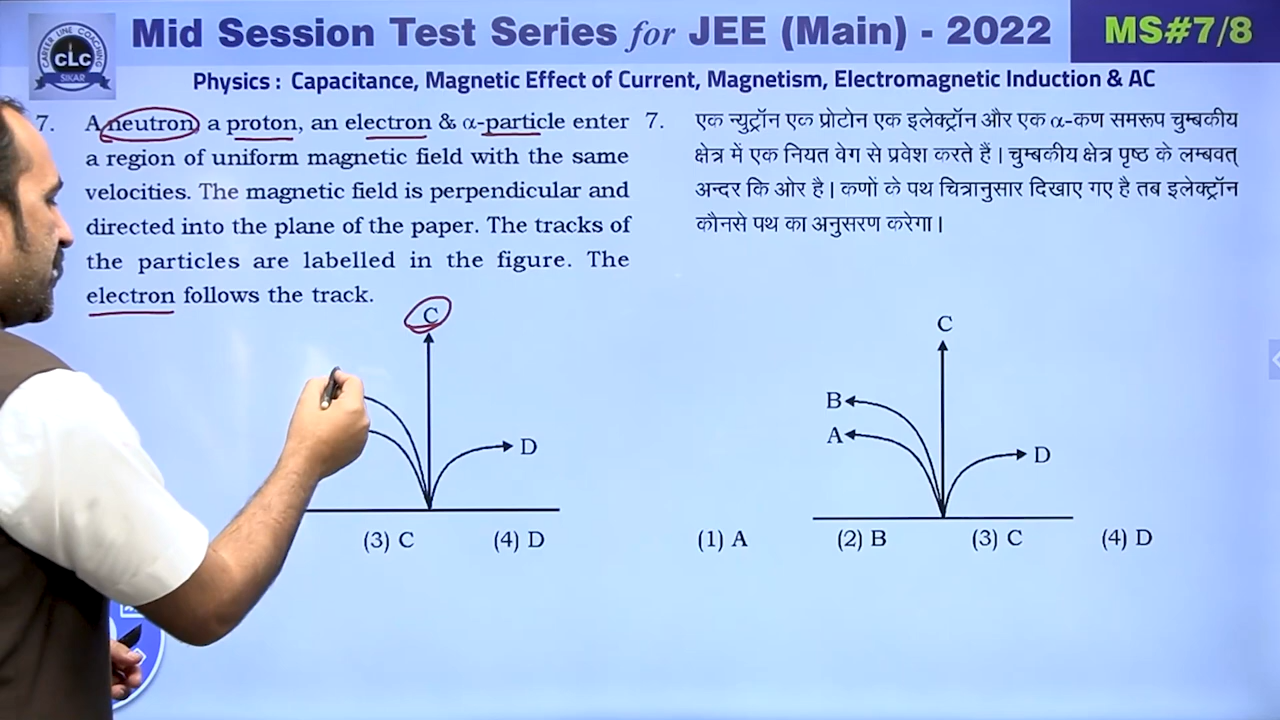 Mid Session Test Series for JEE (Main) - 2022
MS#7/8
CAREER LINE COACHING
CLC
SIKAR
Physics : Capacitance, Magnetic Effect of Current, Magnetism, Electromagnetic Induction & AC
7. A neutron, a proton, an electron & α-particle enter
a region of uniform magnetic field with the same
velocities. The magnetic field is perpendicular and
directed into the plane of the paper. The tracks of
the particles are labelled in the figure. The
electron follows the track.
C
D
(3) C (4) D
7. एक न्युट्रॉन एक प्रोटोन एक इलेक्ट्रॉन और एक α-कण समरूप चुम्बकीय
क्षेत्र में एक नियत वेग से प्रवेश करते हैं। चुम्बकीय क्षेत्र पृष्ठ के लम्बवत्
अन्दर कि ओर है। कणों के पथ चित्रानुसार दिखाए गए है तब इलेक्ट्रॉन
कौनसे पथ का अनुसरण करेगा।
C
B
A
D
(1) A (2) B (3) C (4) D